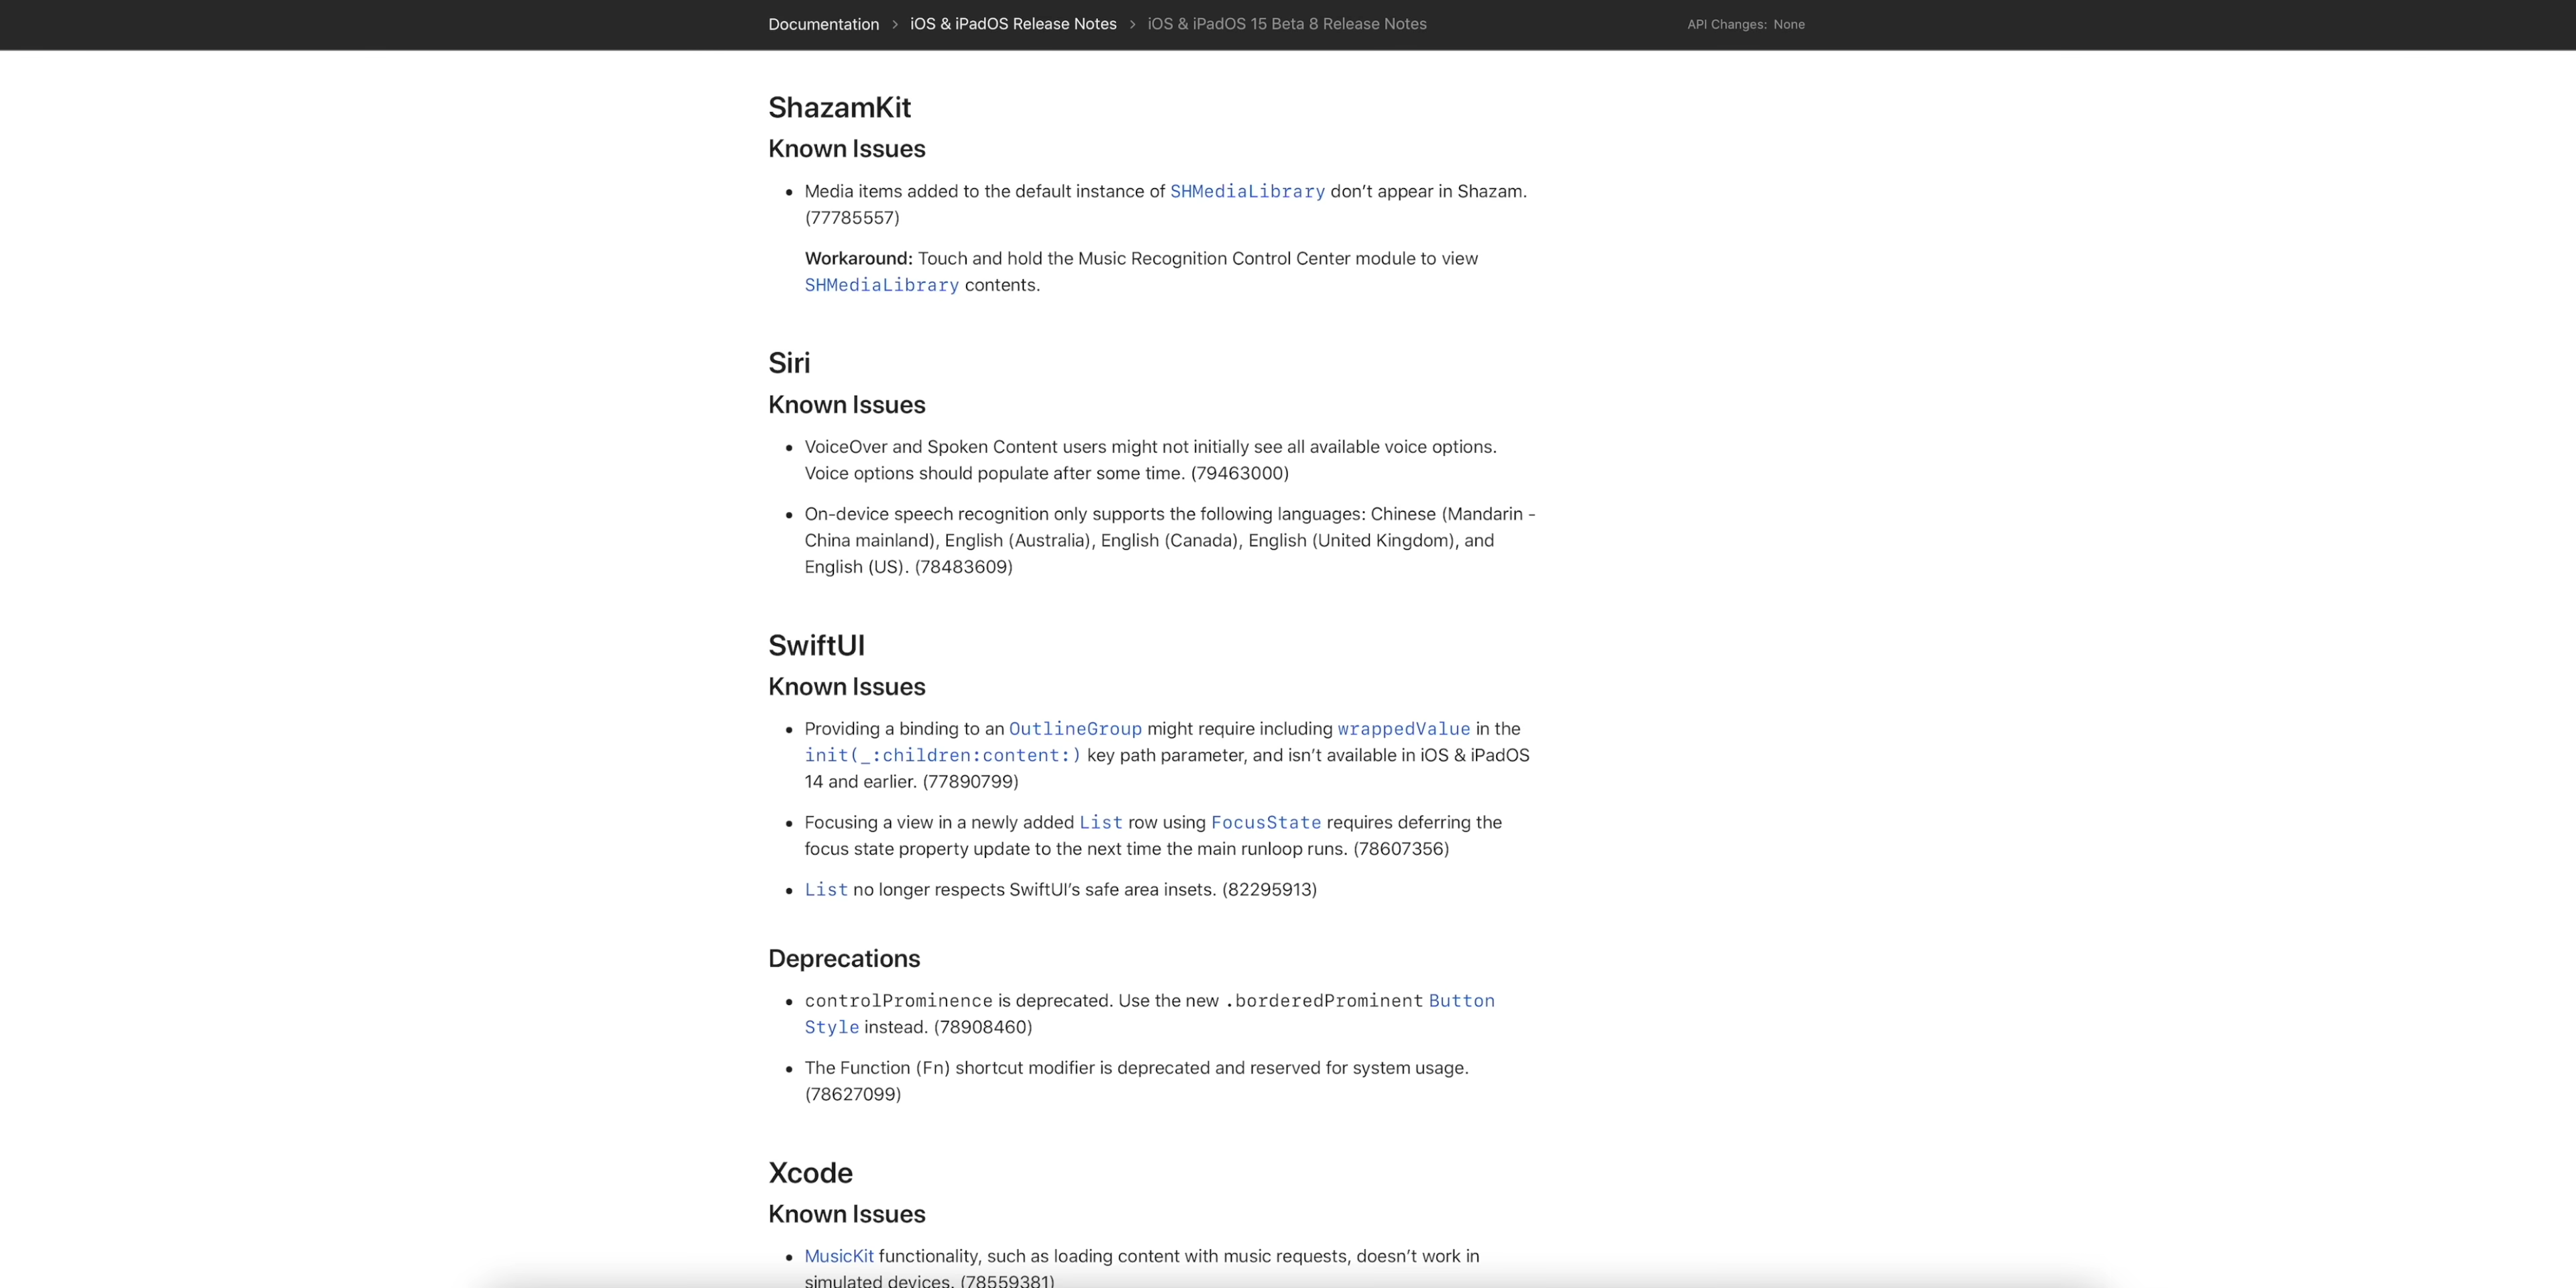 Documentation > iOS & iPadOS Release Notes > iOS & iPadOS 15 Beta 8 Release Notes API Changes: None
ShazamKit
Known Issues
• Media items added to the default instance of SHMediaLibrary don’t appear in Shazam.
(77785557)
Workaround: Touch and hold the Music Recognition Control Center module to view
SHMediaLibrary contents.
Siri
Known Issues
• VoiceOver and Spoken Content users might not initially see all available voice options.
Voice options should populate after some time. (79463000)
• On-device speech recognition only supports the following languages: Chinese (Mandarin -
China mainland), English (Australia), English (Canada), English (United Kingdom), and
English (US). (78483609)
SwiftUI
Known Issues
• Providing a binding to an OutlineGroup might require including wrappedValue in the
init(_:children:content:) key path parameter, and isn’t available in iOS & iPadOS
14 and earlier. (77890799)
• Focusing a view in a newly added List row using FocusState requires deferring the
focus state property update to the next time the main runloop runs. (78607356)
• List no longer respects SwiftUI’s safe area insets. (82295913)
Deprecations
• controlProminence is deprecated. Use the new .borderedProminent Button
Style instead. (78908460)
• The Function (Fn) shortcut modifier is deprecated and reserved for system usage.
(78627099)
Xcode
Known Issues
• MusicKit functionality, such as loading content with music requests, doesn’t work in
simulated devices. (78559381)